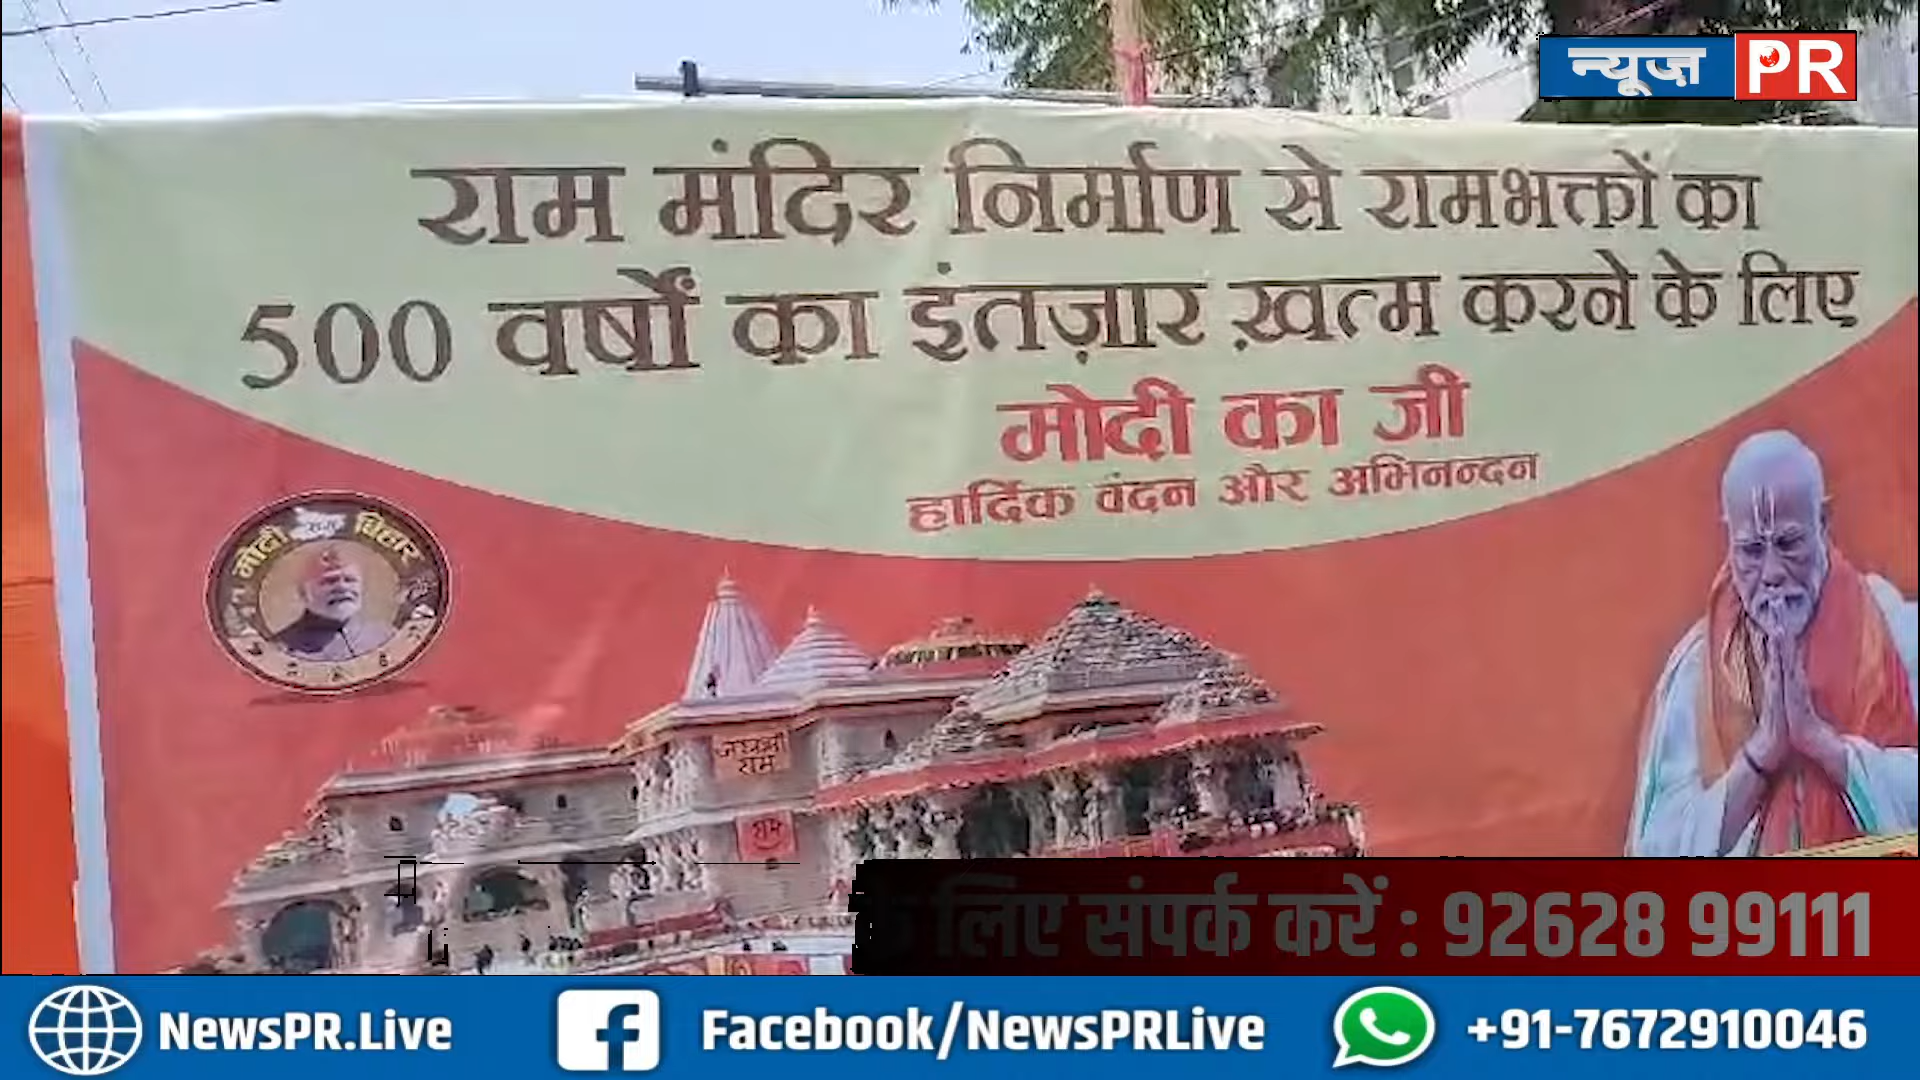 न्यूज़ PR
राम मंदिर निर्माण से रामभक्तों का
500 वर्षों का इंतज़ार ख़त्म करने के लिए
मोदी का जी
हार्दिक वंदन और अभिनन्दन
मोदी बिहार
जय श्री
राम
राम
के लिए संपर्क करें : 92628 99111
NewsPR.Live
Facebook/NewsPRLive
+91-7672910046